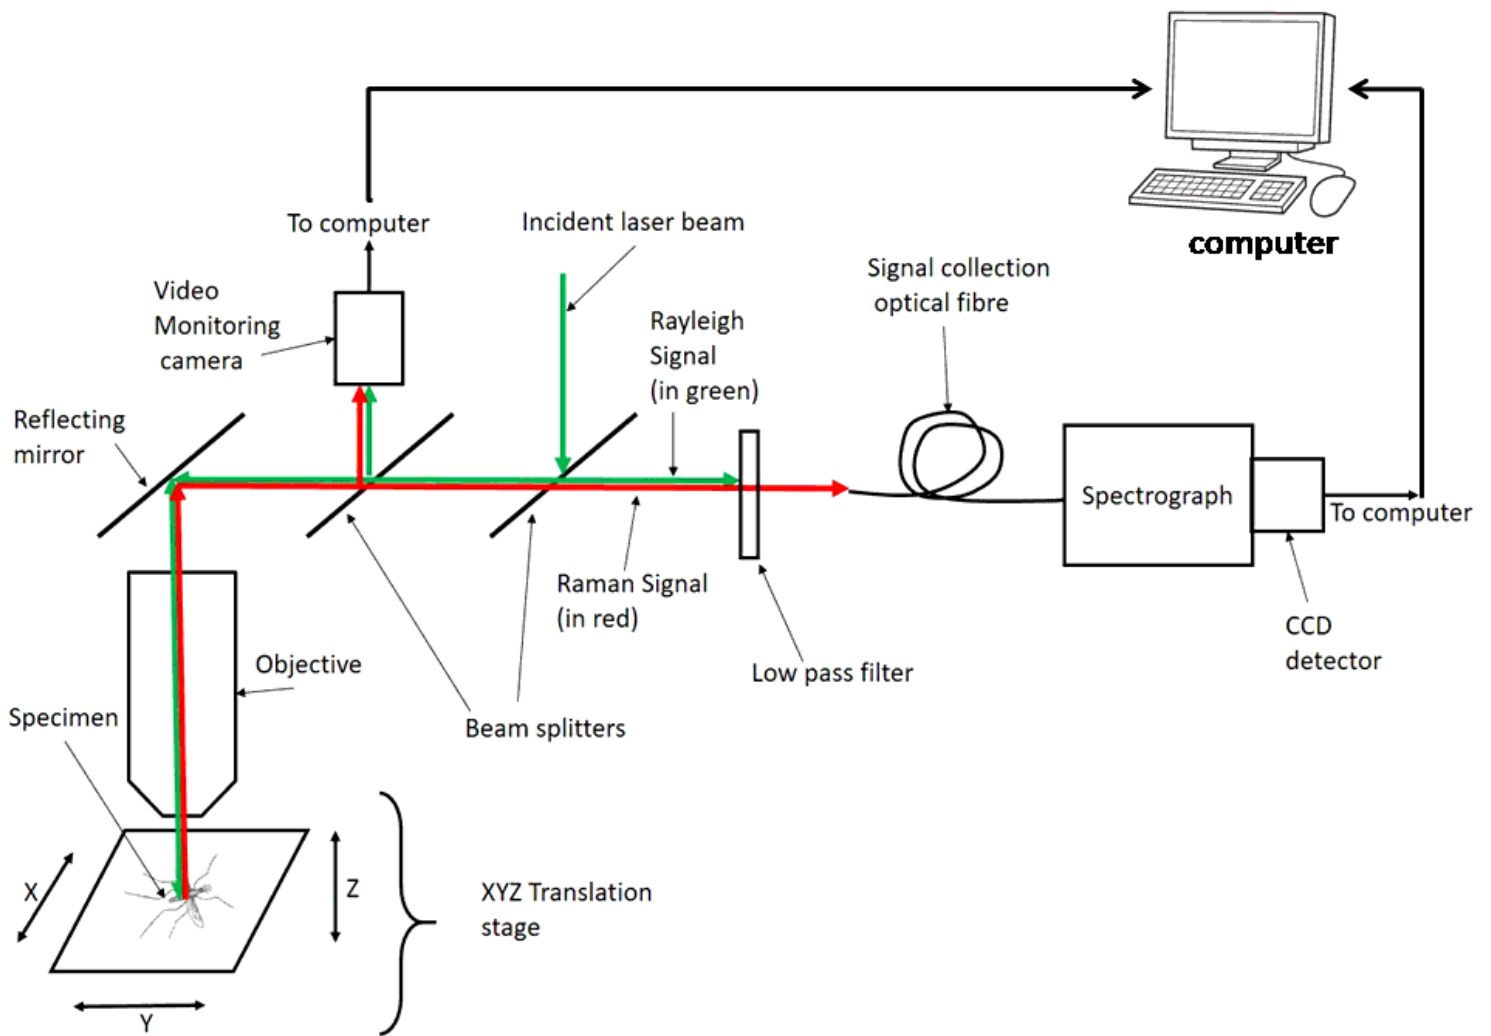 computer
To computer
Incident laser beam
Signal collection
optical fibre
Video
Monitoring
camera
Rayleigh
Signal
(in green)
Reflecting
mirror
Spectrograph
To computer
Raman Signal
(in red)
CCD
detector
Objective
Low pass filter
Specimen
Beam splitters
X
Z
XYZ Translation
stage
Y